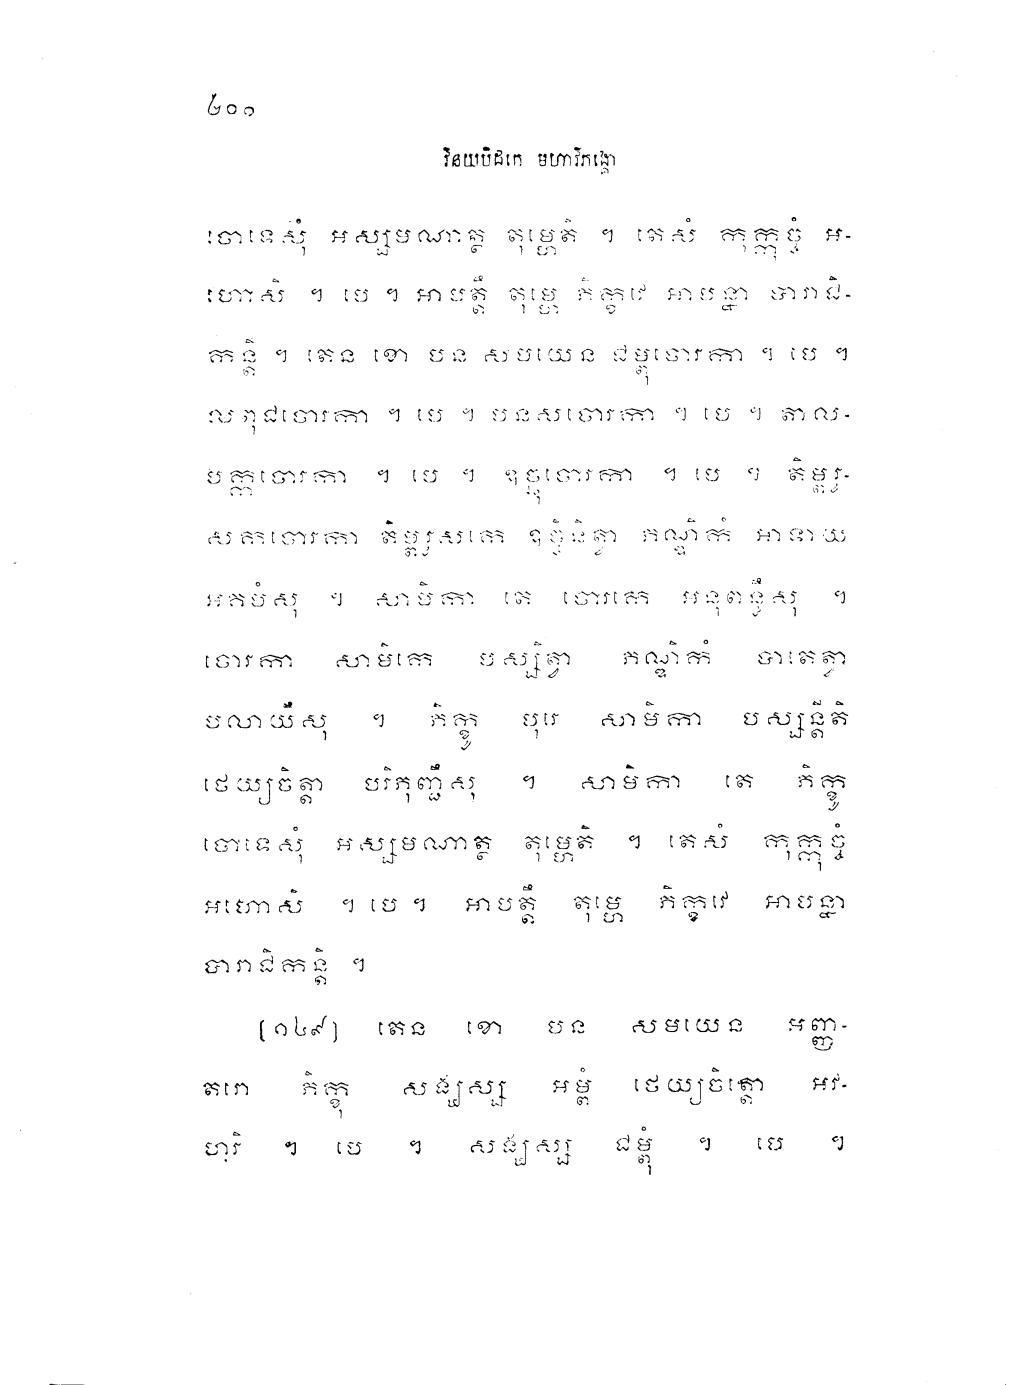 ៤០១
វិនយបិដកេ មហាវិភង្គោ
ចោទេសុំ អស្សមណាត្ថ តុម្ហេតិ ។ តេសំ កុក្កុច្ចំ អ-
ហោសិ ។ បេ ។ អាបត្តឹ តុម្ហេ ភិក្ខវេ អាបន្នា បារាជិ-
កន្តិ ។ តេន ខោ បន សមយេន ជម្ពុចោរកា ។ បេ ។
លពុជចោរកា ។ បេ ។ បនសចោរកា ។ បេ ។ តាល-
បក្កចោរកា ។ បេ ។ ឧច្ឆុចោរកា ។ បេ ។ តិម្ពរូ-
សកចោរកា តិម្ពរូសកេ ឧច្ចិនិត្វា ភណ្ឌិកំ អាទាយ
អគមំសុ ។ សាមិកា តេ ចោរកេ អនុពន្ធឹសុ ។
ចោរកា សាមិកេ បស្សិត្វា ភណ្ឌិកំ បាតេត្វា
បលាយឹសុ ។ ភិក្ខូ បុរេ សាមិកា បស្សន្តីតិ
ថេយ្យចិត្តា បរិភុញ្ជឹសុ ។ សាមិកា តេ ភិក្ខូ
ចោទេសុំ អស្សមណាត្ថ តុម្ហេតិ ។ តេសំ កុក្កុច្ចំ
អហោសិ ។ បេ ។ អាបត្តឹ តុម្ហេ ភិក្ខវេ អាបន្នា
បារាជិកន្តិ ។
(១៤៩) តេន ខោ បន សមយេន អញ្ញ-
តរោ ភិក្ខុ សង្ឃស្ស អម្ពំ ថេយ្យចិត្តោ អវ-
ហរិ ។ បេ ។ សង្ឃស្ស ជម្ពុំ ។ បេ ។